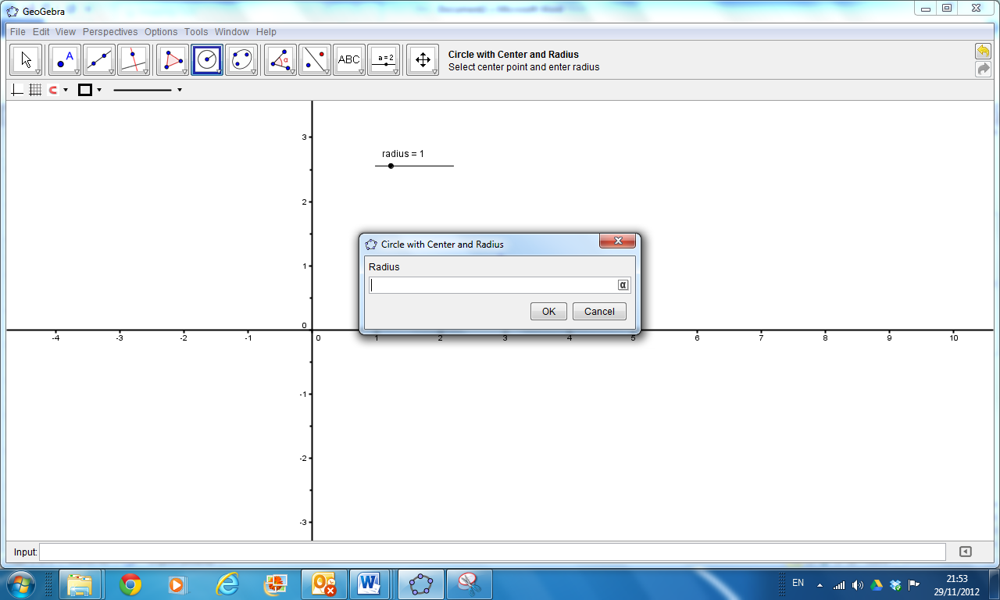 GeoGebra
Document1 - Microsoft Word
File Edit View Perspectives Options Tools Window Help
A
α
ABC
a = 2
Circle with Center and Radius
Select center point and enter radius
3
radius = 1
2
Circle with Center and Radius
Radius
α
1
OK Cancel
0
-4 -3 -2 -1 0 1 2 3 4 5 6 7 8 9 10
-1
-2
-3
Input:
W
EN
21:53
29/11/2012